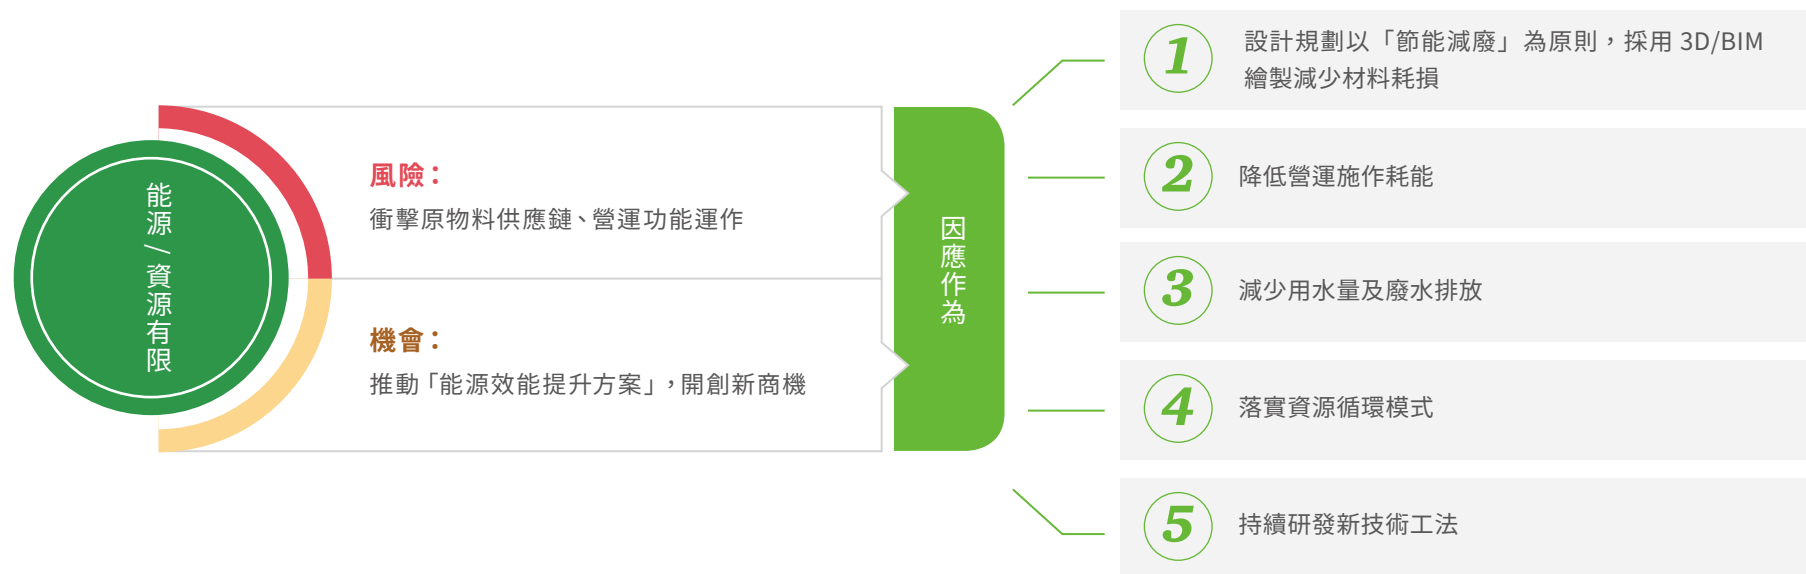 能源/資源有限
風險：
衝擊原物料供應鏈、營運功能運作
機會：
推動「能源效能提升方案」，開創新商機
因應作為
1
設計規劃以「節能減廢」為原則，採用 3D/BIM
繪製減少材料耗損
2
降低營運施作耗能
3
減少用水量及廢水排放
4
落實資源循環模式
5
持續研發新技術工法